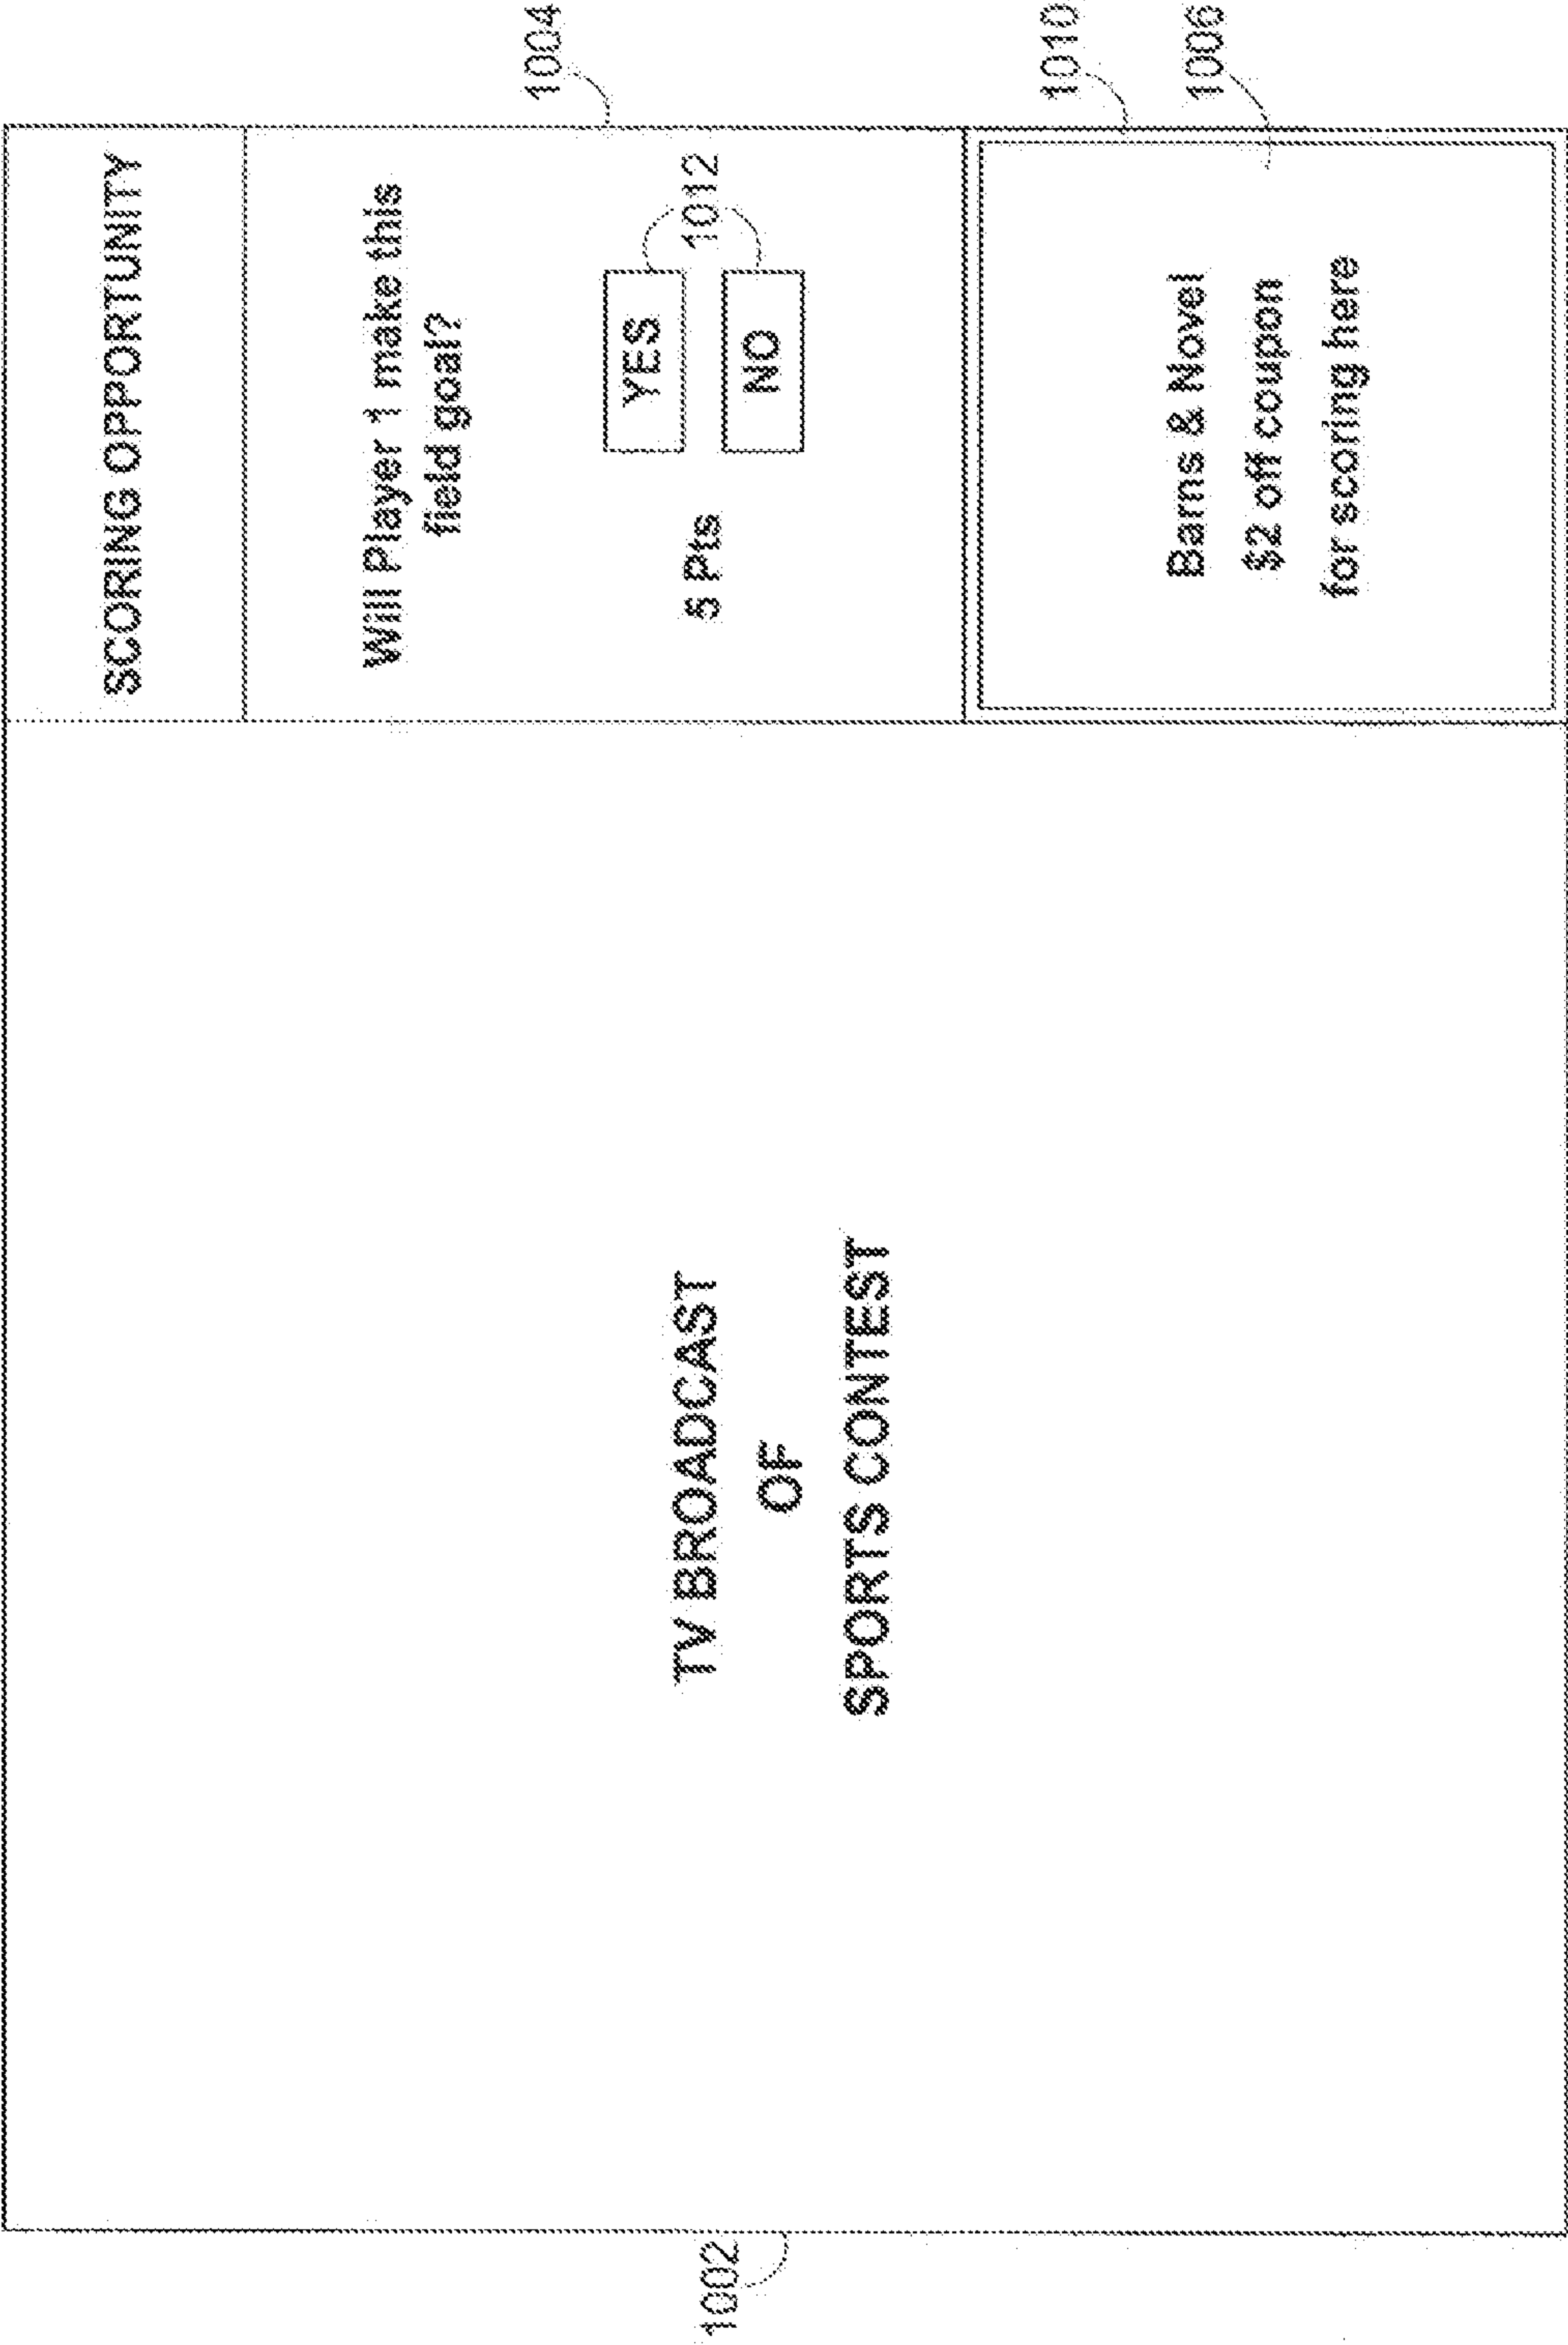 1002
TV BROADCAST
OF
SPORTS CONTEST
SCORING OPPORTUNITY
Will Player 1 make this
field goal?
5 Pts
YES
NO
1012
1004
Barns & Novel
$2 off coupon
for scoring here
1010
1006